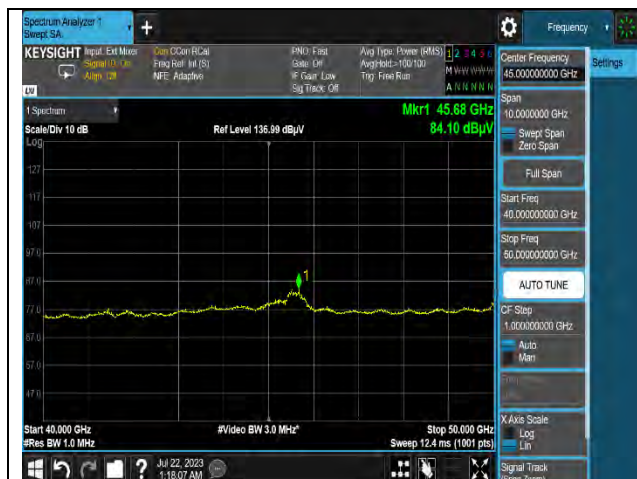 Spectrum Analyzer 1
Swept SA
+
Frequency
KEYSIGHT Input: Ext Mixer
Signal ID: On
Align: Off
Corr CCorr RCal
Freq Ref: Int (S)
NFE: Adaptive
PNO: Fast
Gate: Off
IF Gain: Low
Sig Track: Off
Avg Type: Power (RMS)
Avg|Hold:>100/100
Trig: Free Run
1 2 3 4 5 6
M W W W W W
A N N N N N
Center Frequency
45.000000000 GHz
Settings
Span
10.0000000 GHz
Swept Span
Zero Span
Full Span
Start Freq
40.000000000 GHz
Stop Freq
50.000000000 GHz
AUTO TUNE
CF Step
1.000000000 GHz
Auto
Man
X Axis Scale
Log
Lin
Signal Track
(Span Zoom)
1 Spectrum
Scale/Div 10 dB
Ref Level 136.99 dBµV
Mkr1 45.68 GHz
84.10 dBµV
Log
127
117
107
97.0
87.0
77.0
67.0
57.0
47.0
1
Start 40.000 GHz
#Res BW 1.0 MHz
#Video BW 3.0 MHz*
Stop 50.000 GHz
Sweep 12.4 ms (1001 pts)
?
Jul 22, 2023
1:18:07 AM